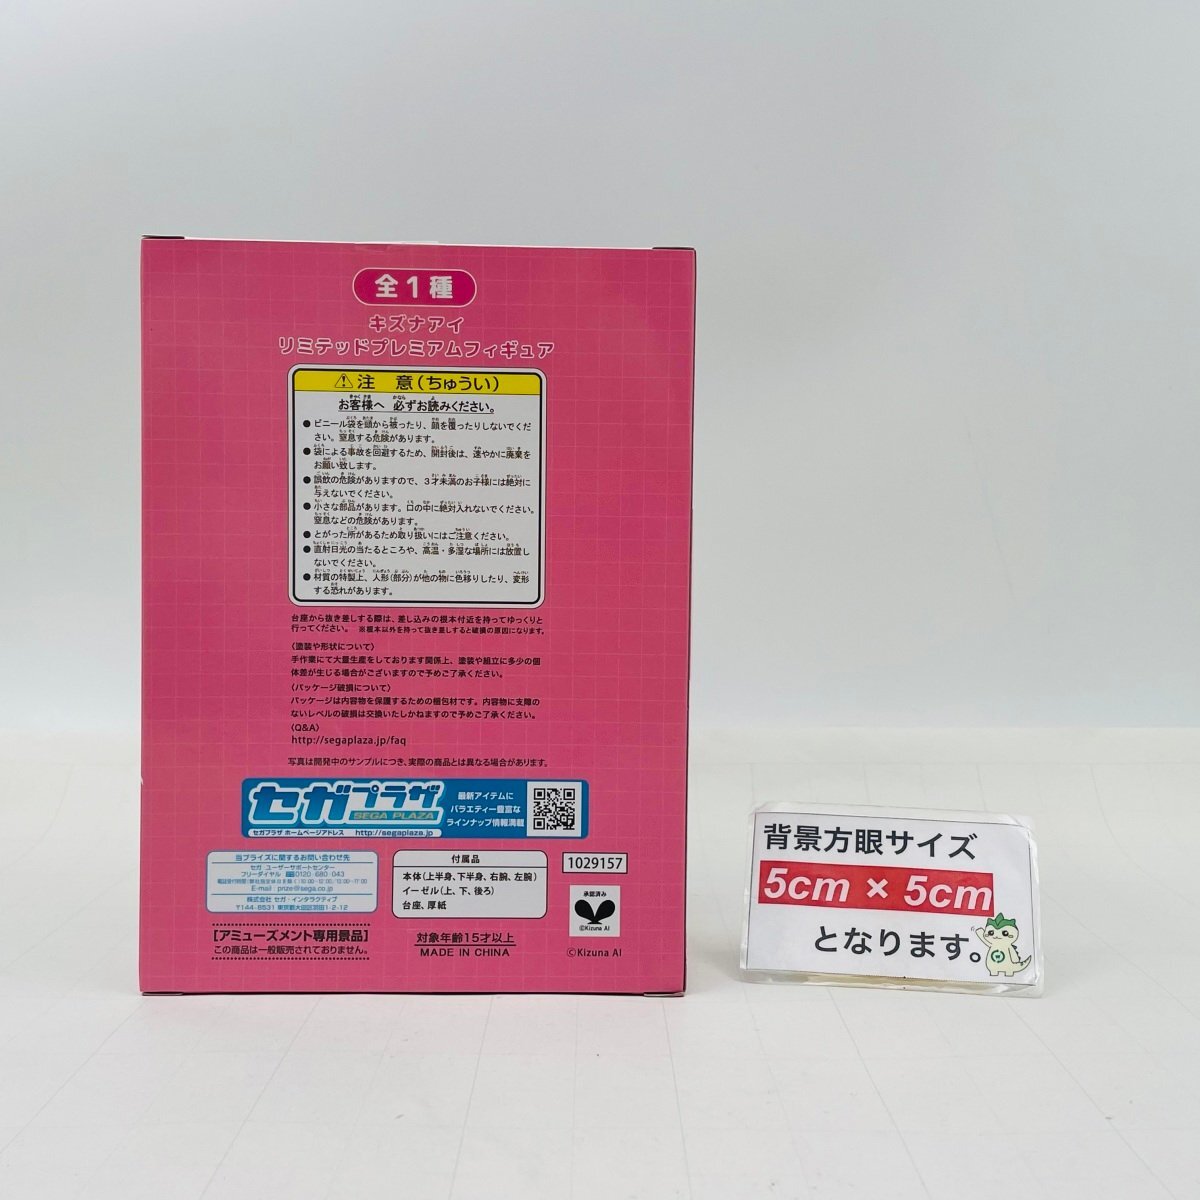 全1種
キズナアイ
リミテッドプレミアムフィギュア
⚠注　意（ちゅうい）
お客様へ 必ずお読みください。
●ビニール袋を頭から被ったり、顔を覆ったりしないでくだ
さい。窒息する危険があります。
●袋による事故を回避するため、開封後は、速やかに廃棄を
お願い致します。
●誤飲の危険がありますので、3才未満のお子様には絶対に
与えないでください。
●小さな部品があります。口の中に絶対入れないでください。
窒息などの危険があります。
●とがった所があるため取り扱いにはご注意ください。
●直射日光の当たるところや、高温・多湿な場所には放置し
ないでください。
●材質の特製上、人形（部分）が他の物に色移りしたり、変形
する恐れがあります。
台座から抜き差しする際は、差し込みの根本付近を持ってゆっくりと
行ってください。 ※根本以外を持って抜き差しすると破損の原因になります。
〈塗装や形状について〉
手作業にて大量生産をしております関係上、塗装や組立に多少の個
体差が生じる場合がございますので予めご了承ください。
〈パッケージ破損について〉
パッケージは内容物を保護するための梱包材です。内容物に支障の
ないレベルの破損は交換いたしかねますので予めご了承ください。
〈Q&A〉
http://segaplaza.jp/faq
写真は開発中のサンプルにつき、実際の商品とは異なる場合があります。
セガプラザ
SEGA PLAZA
セガプラザ ホームページアドレス http://segaplaza.jp
最新アイテムに
バラエティー豊富な
ラインナップ情報満載
当プライズに関するお問い合わせ先
セガ ユーザーサポートセンター
フリーダイヤル 0120-680-043
E-mail : prize@sega.co.jp
株式会社 セガ・インタラクティブ
〒144-8531 東京都大田区羽田1-2-12
付属品
本体（上半身、下半身、右腕、左腕）
イーゼル（上、下、後ろ）
台座、厚紙
1029157
承認済み
©Kizuna AI
[アミューズメント専用景品]
この商品は一般販売されておりません。
対象年齢15才以上
MADE IN CHINA
©Kizuna AI
背景方眼サイズ
5cm × 5cm
となります。